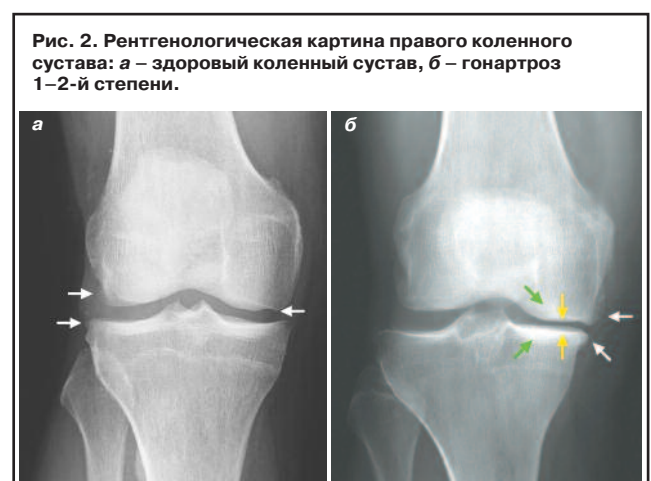 Рис. 2. Рентгенологическая картина правого коленного
сустава: а – здоровый коленный сустав, б – гонартроз
1–2-й степени.
а
б